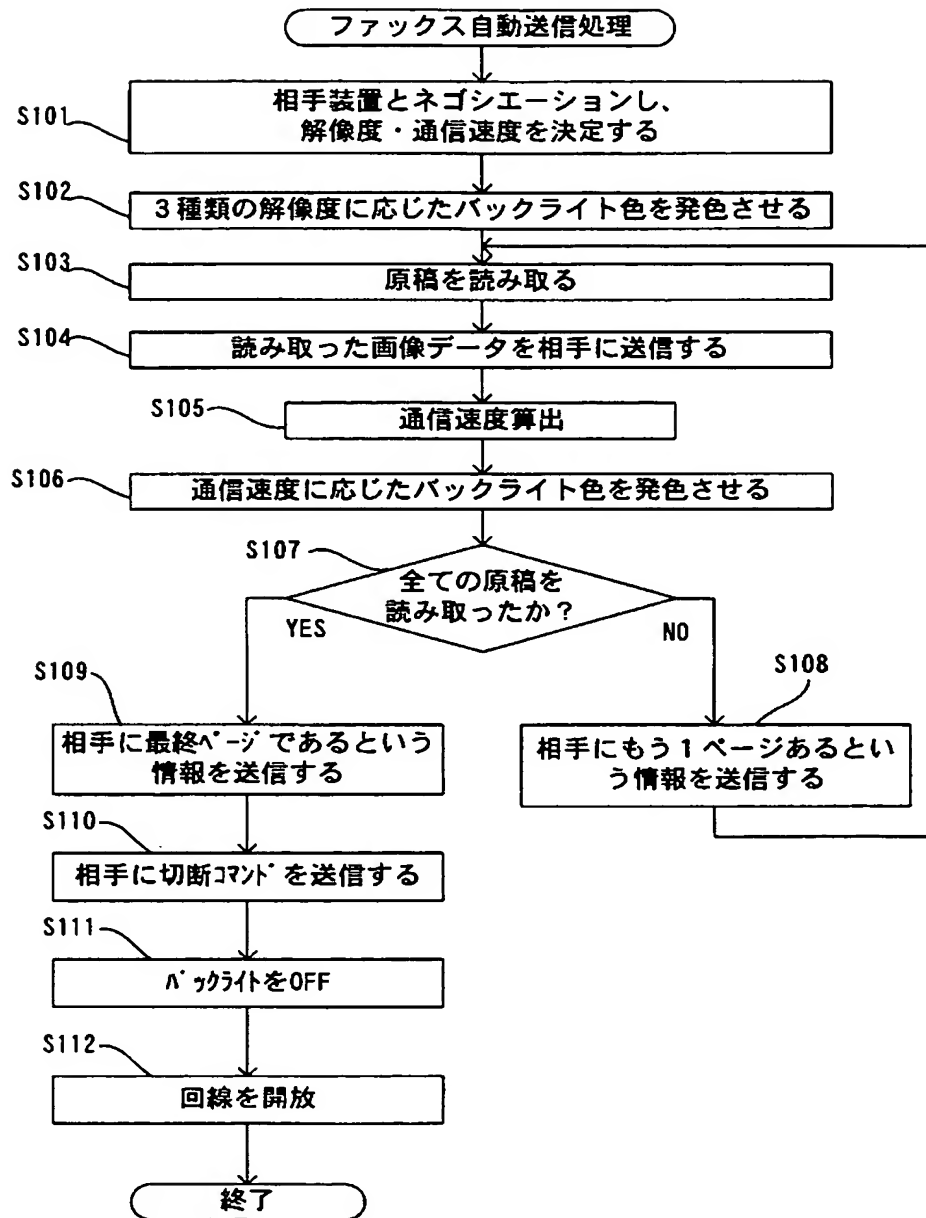 ファックス自動送信処理
S101
相手装置とネゴシエーションし、
解像度・通信速度を決定する
S102
3種類の解像度に応じたバックライト色を発色させる
S103
原稿を読み取る
S104
読み取った画像データを相手に送信する
S105
通信速度算出
S106
通信速度に応じたバックライト色を発色させる
S107
全ての原稿を
読み取ったか?
YES
NO
S109
相手に最終ﾍﾟｰｼﾞであるという
情報を送信する
S108
相手にもう1ページあるとい
う情報を送信する
S110
相手に切断ｺﾏﾝﾄﾞを送信する
S111
ﾊﾞｯｸﾗｲﾄをOFF
S112
回線を開放
終了